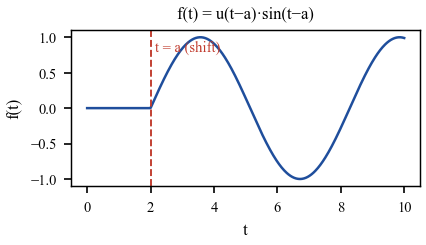 f(t) = u(t−a)·sin(t−a)
t = a (shift)
f(t)
1.0
0.5
0.0
−0.5
−1.0
0 2 4 6 8 10
t